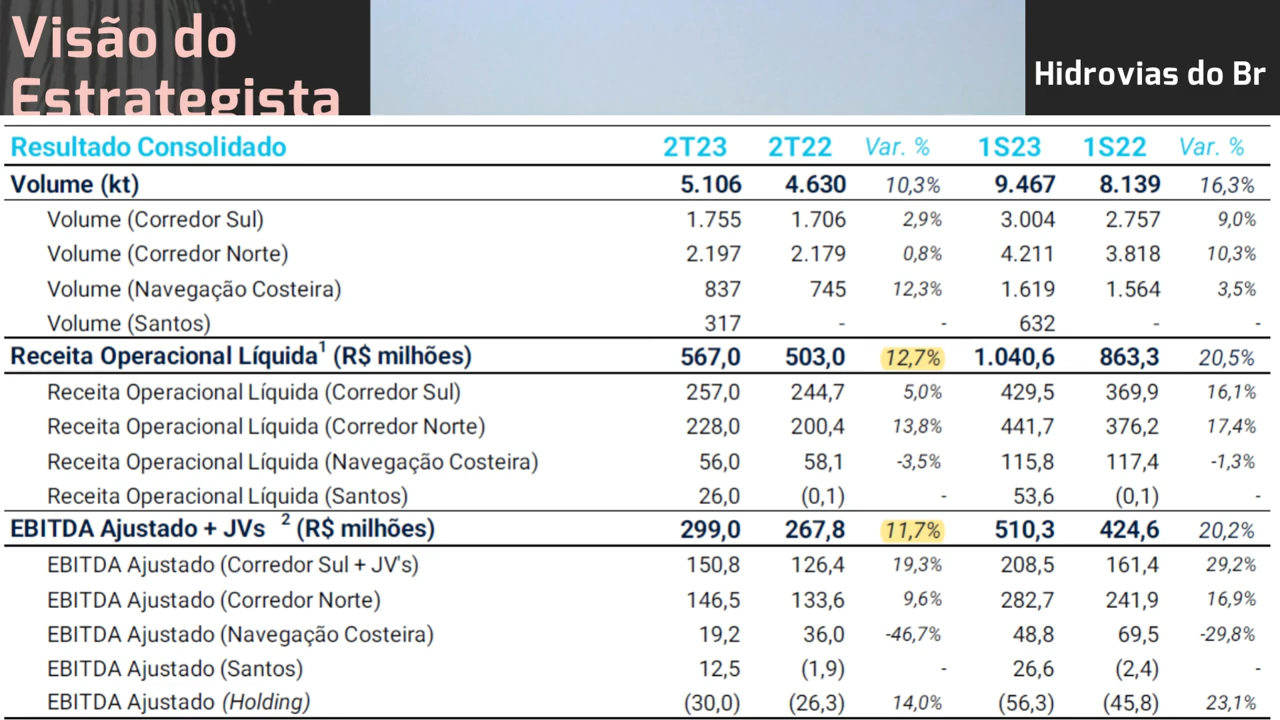 Visão do
Estrategista
Hidrovias do Br
Resultado Consolidado 2T23 2T22 Var. % 1S23 1S22 Var. %
Volume (kt) 5.106 4.630 10,3% 9.467 8.139 16,3%
Volume (Corredor Sul) 1.755 1.706 2,9% 3.004 2.757 9,0%
Volume (Corredor Norte) 2.197 2.179 0,8% 4.211 3.818 10,3%
Volume (Navegação Costeira) 837 745 12,3% 1.619 1.564 3,5%
Volume (Santos) 317 - - 632 - -
Receita Operacional Líquida¹ (R$ milhões) 567,0 503,0 12,7% 1.040,6 863,3 20,5%
Receita Operacional Líquida (Corredor Sul) 257,0 244,7 5,0% 429,5 369,9 16,1%
Receita Operacional Líquida (Corredor Norte) 228,0 200,4 13,8% 441,7 376,2 17,4%
Receita Operacional Líquida (Navegação Costeira) 56,0 58,1 -3,5% 115,8 117,4 -1,3%
Receita Operacional Líquida (Santos) 26,0 (0,1) - 53,6 (0,1) -
EBITDA Ajustado + JVs ² (R$ milhões) 299,0 267,8 11,7% 510,3 424,6 20,2%
EBITDA Ajustado (Corredor Sul + JV's) 150,8 126,4 19,3% 208,5 161,4 29,2%
EBITDA Ajustado (Corredor Norte) 146,5 133,6 9,6% 282,7 241,9 16,9%
EBITDA Ajustado (Navegação Costeira) 19,2 36,0 -46,7% 48,8 69,5 -29,8%
EBITDA Ajustado (Santos) 12,5 (1,9) - 26,6 (2,4) -
EBITDA Ajustado (Holding) (30,0) (26,3) 14,0% (56,3) (45,8) 23,1%